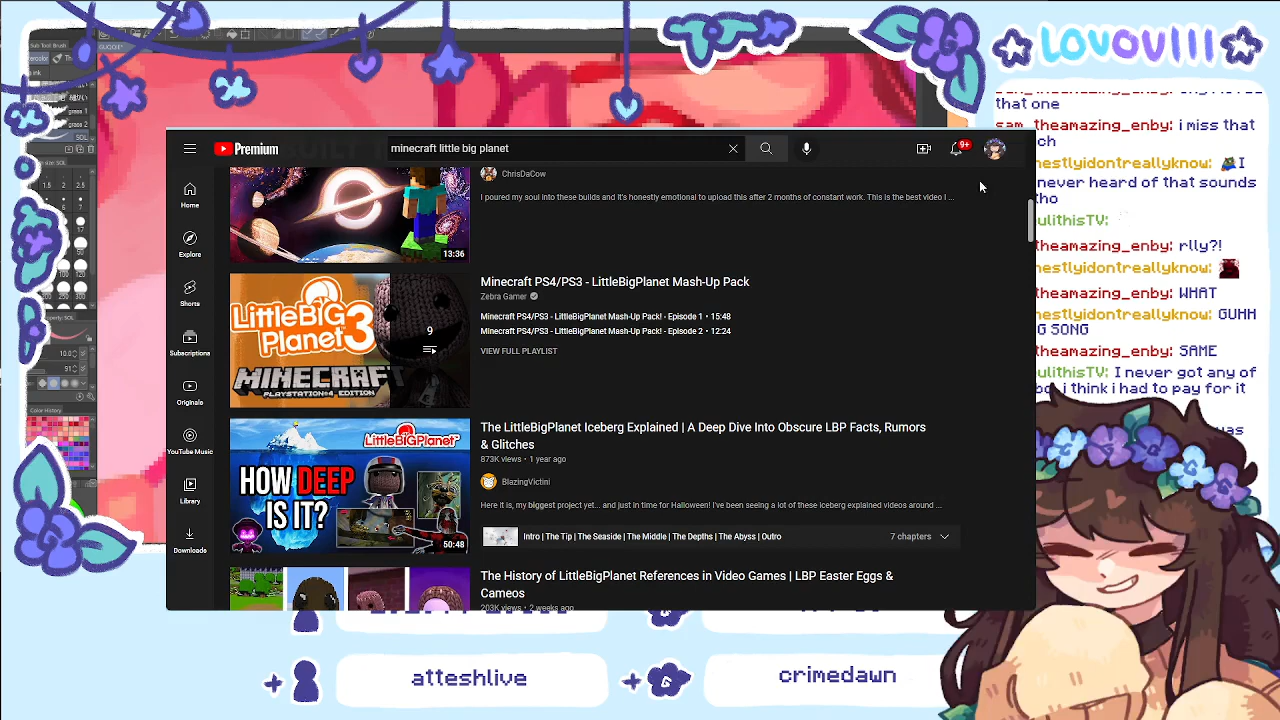 LOVOVIII
that one
theamazing_enby: i miss that
nestlyidontreallyknow: I
never heard of that sounds
ulithisTV:
theamazing_enby: rlly?!
nestlyidontreallyknow:
theamazing_enby: WHAT
nestlyidontreallyknow: GUHH
G SONG
theamazing_enby: SAME
ulithisTV: I never got any of
i think i had to pay for it
Premium
minecraft little big planet
9+
Home
Explore
Shorts
Subscriptions
Originals
YouTube Music
Library
Downloads
13:36
ChrisDaCow
I poured my soul into these builds and it's honestly emotional to upload this after 2 months of constant work. This is the best video I ...
LittleBIG
Planet 3
MINECRAFT
PLAYSTATION®4 EDITION
9
Minecraft PS4/PS3 - LittleBigPlanet Mash-Up Pack
Zebra Gamer
Minecraft PS4/PS3 - LittleBigPlanet Mash-Up Pack! - Episode 1 • 15:48
Minecraft PS4/PS3 - LittleBigPlanet Mash-Up Pack! - Episode 2 • 12:24
VIEW FULL PLAYLIST
LittleBIGPlanet
HOW DEEP
IS IT?
50:48
The LittleBigPlanet Iceberg Explained | A Deep Dive Into Obscure LBP Facts, Rumors
& Glitches
873K views • 1 year ago
BlazingVictini
Here it is, my biggest project yet... and just in time for Halloween! I've been seeing a lot of these iceberg explained videos around ...
Intro | The Tip | The Seaside | The Middle | The Depths | The Abyss | Outro
7 chapters
The History of LittleBigPlanet References in Video Games | LBP Easter Eggs &
Cameos
203K views • 2 weeks ago
+ atteshlive
+ crimedawn